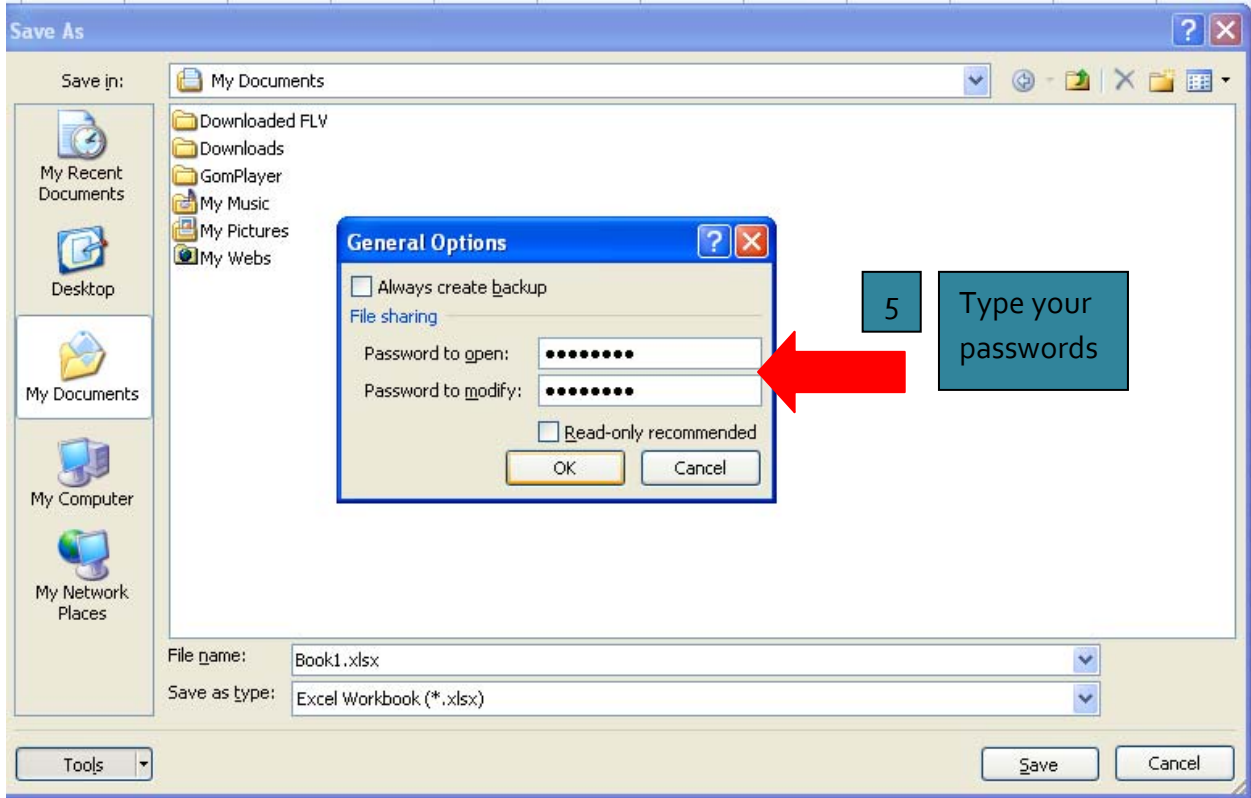 Save As
Save in:
My Documents
My Recent
Documents
Desktop
My Documents
My Computer
My Network
Places
Downloaded FLV
Downloads
GomPlayer
My Music
My Pictures
My Webs
General Options
Always create backup
File sharing
Password to open:
●●●●●●●●
Password to modify:
●●●●●●●●
Read-only recommended
OK
Cancel
5
Type your
passwords
File name:
Book1.xlsx
Save as type:
Excel Workbook (*.xlsx)
Tools
Save
Cancel